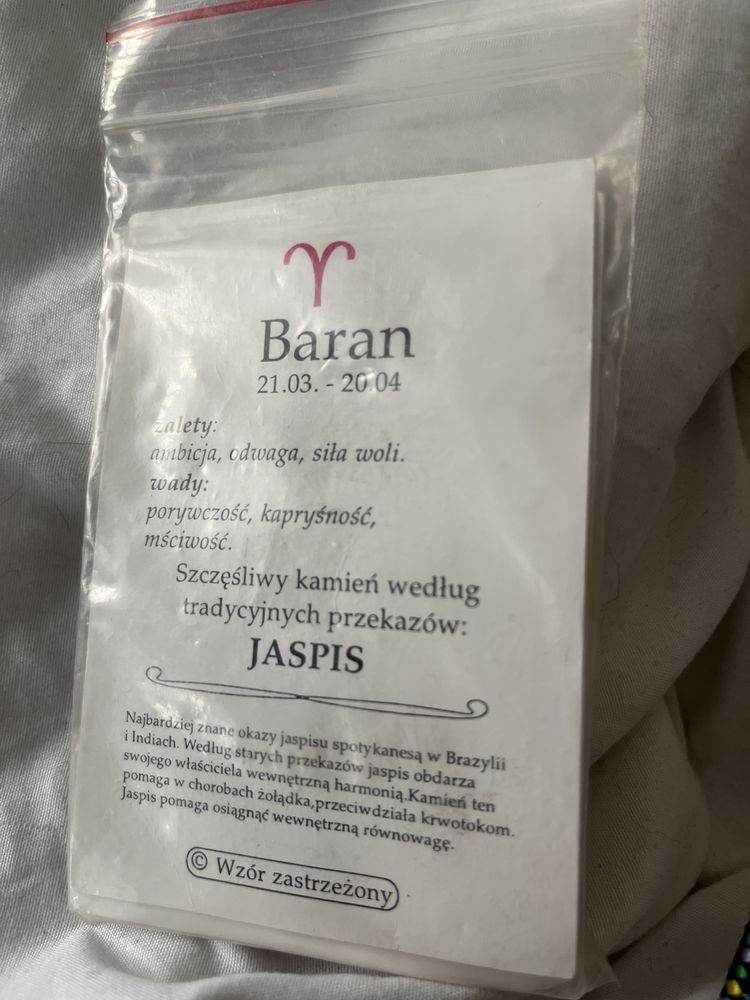 Baran
21.03. - 20.04
zalety:
ambicja, odwaga, siła woli.
wady:
porywczość, kapryśność,
mściwość.
Szczęśliwy kamień według
tradycyjnych przekazów:
JASPIS
Najbardziej znane okazy jaspisu spotykanesą w Brazylii
i Indiach. Według starych przekazów jaspis obdarza
swojego właściciela wewnętrzną harmonią.Kamień ten
pomaga w chorobach żołądka,przeciwdziała krwotokom.
Jaspis pomaga osiągnąć wewnętrzną równowagę.
© Wzór zastrzeżony